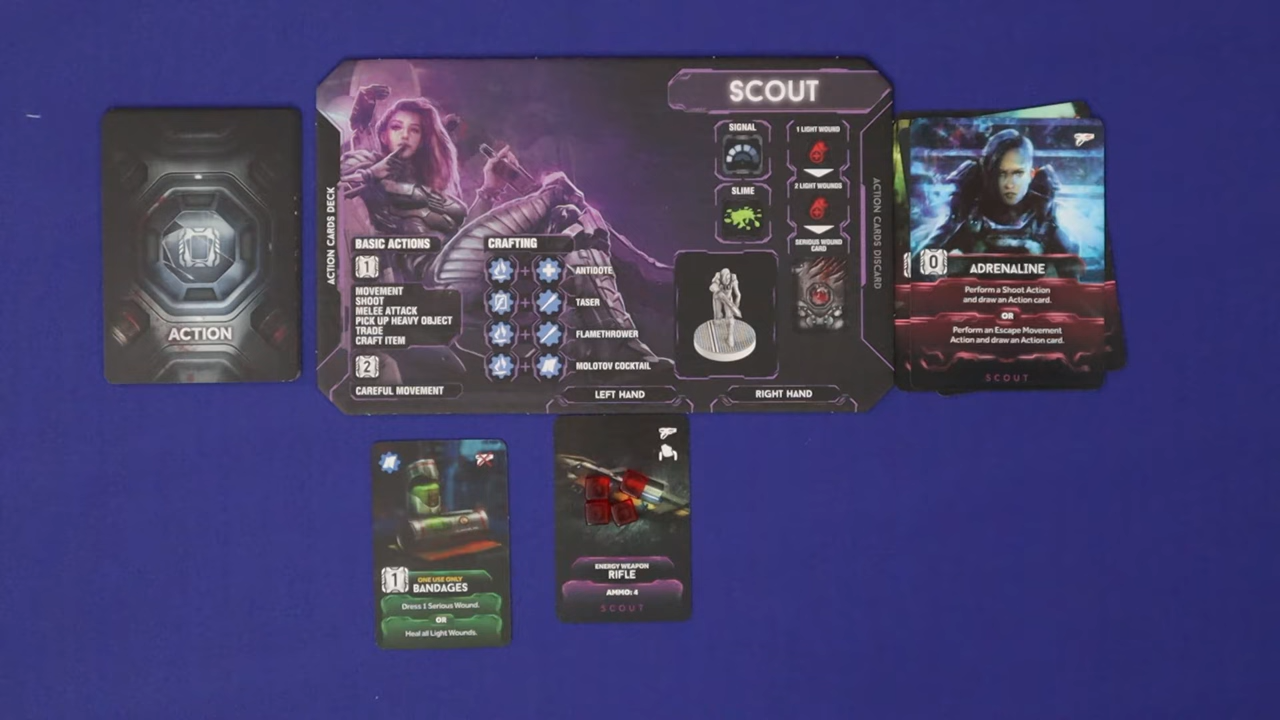 ACTION
ACTION CARDS DECK
SCOUT
SIGNAL
SLIME
1 LIGHT WOUND
2 LIGHT WOUNDS
SERIOUS WOUND
CARD
BASIC ACTIONS
1
MOVEMENT
SHOOT
MELEE ATTACK
PICK UP HEAVY OBJECT
TRADE
CRAFT ITEM
2
CAREFUL MOVEMENT
CRAFTING
+ ANTIDOTE
+ TASER
+ FLAMETHROWER
+ MOLOTOV COCKTAIL
LEFT HAND
RIGHT HAND
ACTION CARDS DISCARD
0
ADRENALINE
Perform a Shoot Action
and draw an Action card.
OR
Perform an Escape Movement
Action and draw an Action card.
SCOUT
1
ONE USE ONLY
BANDAGES
Dress 1 Serious Wound.
OR
Heal all Light Wounds.
ENERGY WEAPON
RIFLE
AMMO: 4
SCOUT